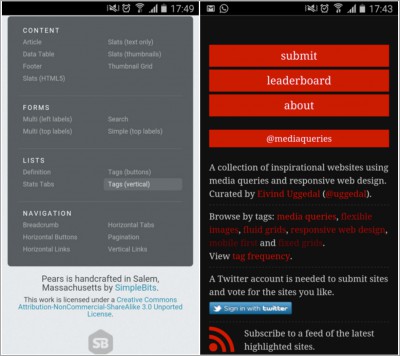 17:49
CONTENT
Article
Data Table
Footer
Stats (HTML5)
Stats (text only)
Stats (thumbnails)
Thumbnail Grid
FORMS
Multi (left labels)
Multi (top labels)
Search
Simple (top labels)
LISTS
Definition
Stats Tabs
Tags (buttons)
Tags (vertical)
NAVIGATION
Breadcrumb
Horizontal Buttons
Horizontal Links
Horizontal Tabs
Pagination
Vertical Links
Pears is handcrafted in Salem,
Massachusetts by SimpleBits.
This work is licensed under a Creative Commons
Attribution-NonCommercial-ShareAlike 3.0 Unported
License.
SB
17:43
submit
leaderboard
about
@mediaqueries
A collection of inspirational websites using
media queries and responsive web design.
Curated by Eivind Uggedal (@uggedal).
Browse by tags: media queries, flexible
images, fluid grids, responsive web design,
mobile first and fixed grids.
View tag frequency.
A Twitter account is needed to submit sites
and vote for the sites you like.
Sign in with twitter
Subscribe to a feed of the latest
highlighted sites.